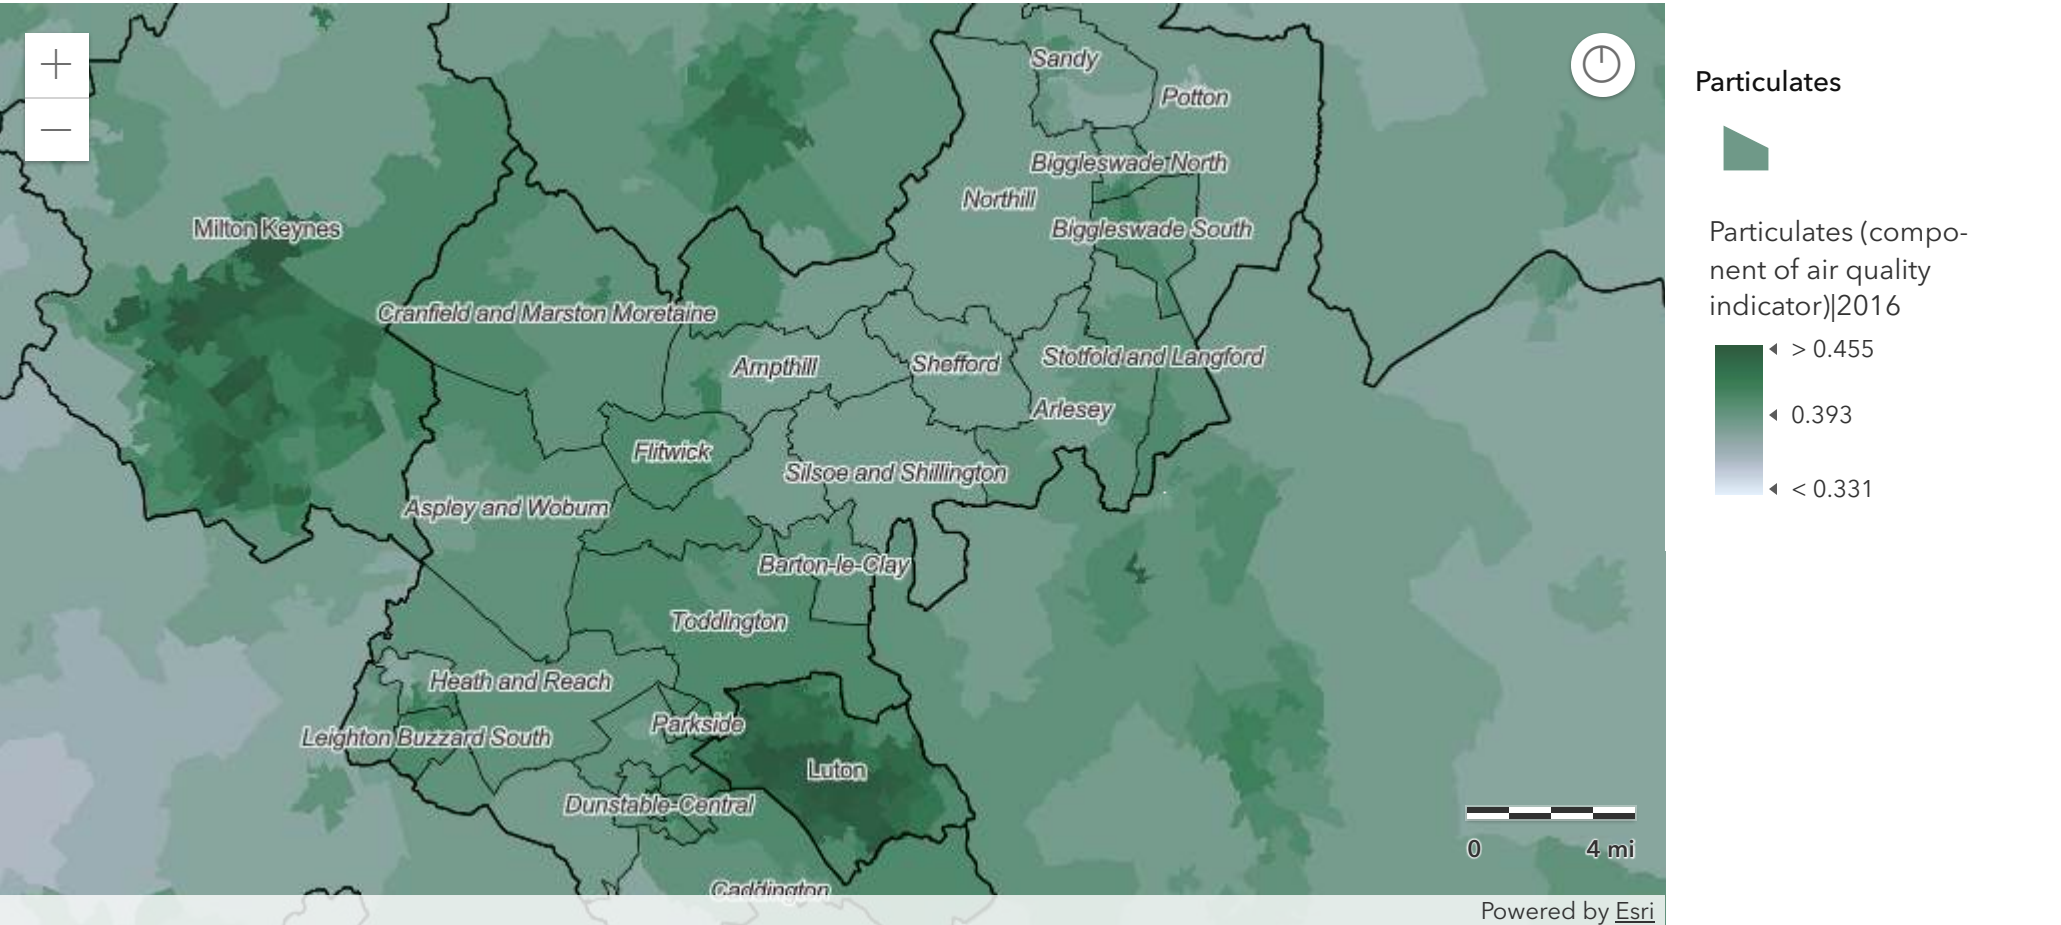 Sandy
Potton
Biggleswade North
Northill
Milton Keynes
Biggleswade South
Cranfield and Marston Moretaine
Ampthill
Shefford
Stotfold and Langford
Arlesey
Flitwick
Silsoe and Shillington
Aspley and Woburn
Barton-le-Clay
Toddington
Heath and Reach
Parkside
Leighton Buzzard South
Luton
Dunstable-Central
Caddington
0 4 mi
Powered by Esri
Particulates
Particulates (compo-
nent of air quality
indicator)|2016
> 0.455
0.393
< 0.331